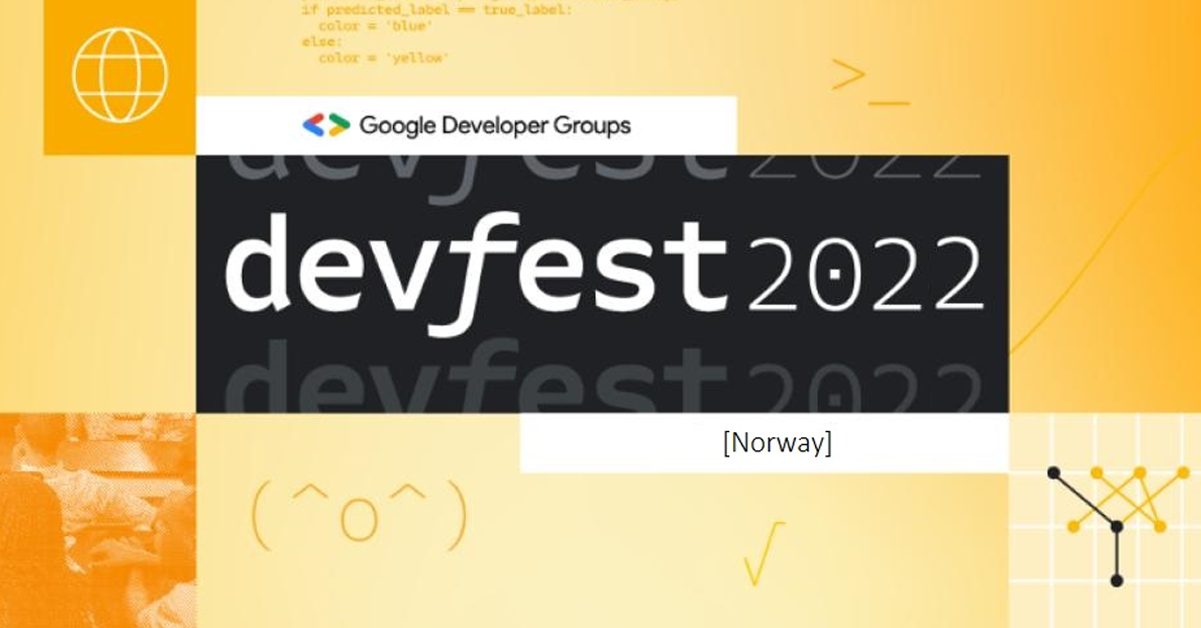 if predicted_label == true_label:
color = 'blue'
else:
color = 'yellow'
>_
Google Developer Groups
devfest 2022
devfest 2022
devfest 2022
[Norway]
(^o^)
√